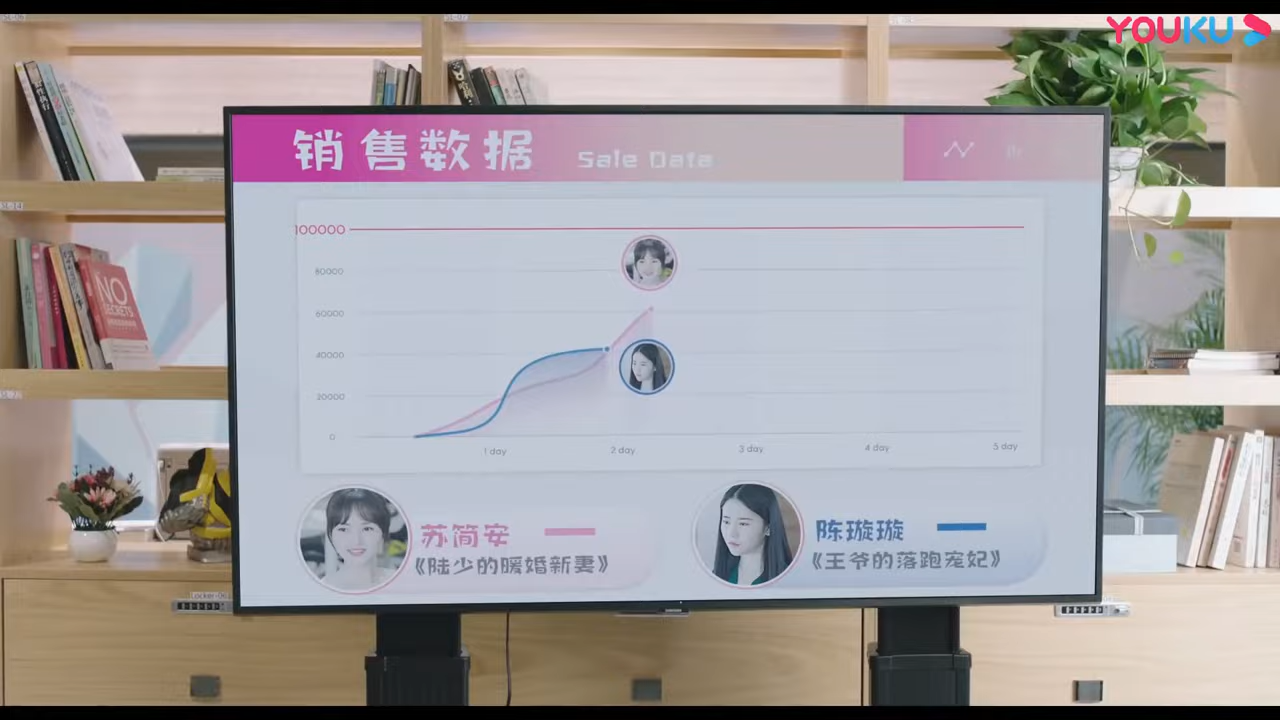 YOUKU
销售数据 Sale Data
100000
80000
60000
40000
20000
0
1 day 2 day 3 day 4 day 5 day
苏简安
《陆少的暖婚新妻》
陈璇璇
《王爷的落跑宠妃》
NO
SECRETS